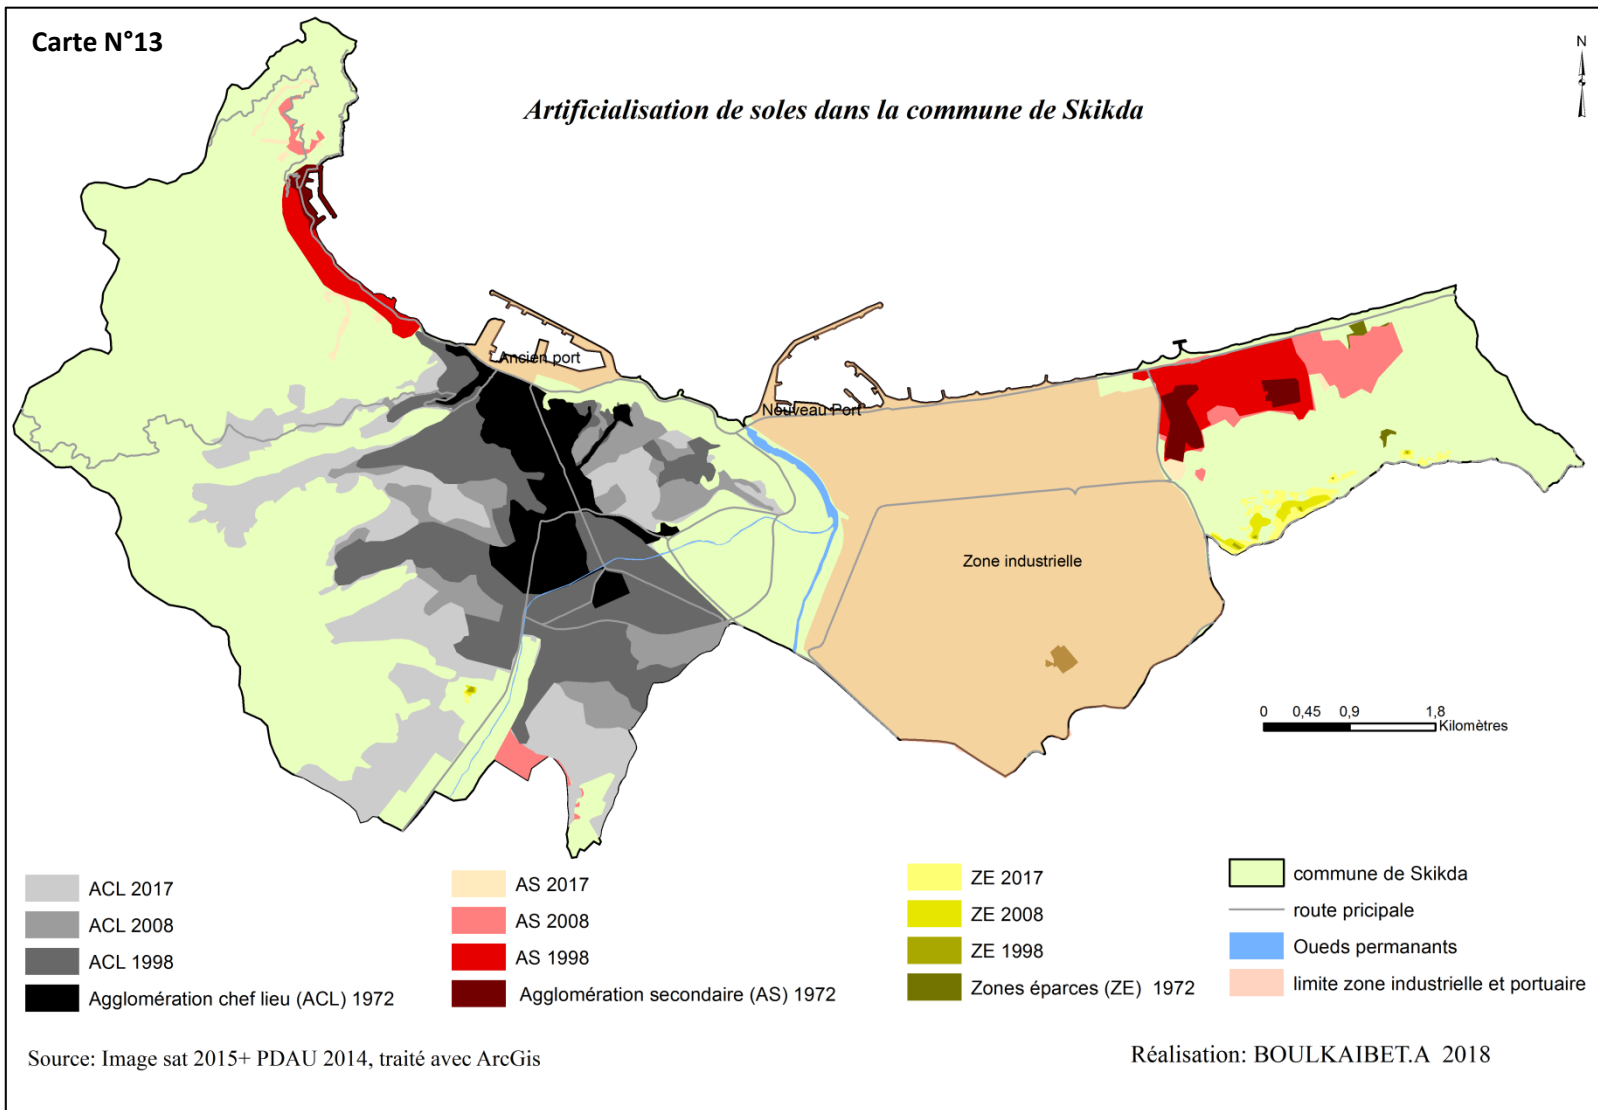 Carte N°13
N
Artificialisation de soles dans la commune de Skikda
Ancien port
Nouveau Port
Zone industrielle
0 0,45 0,9 1,8
Kilomètres
ACL 2017
ACL 2008
ACL 1998
Agglomération chef lieu (ACL) 1972
AS 2017
AS 2008
AS 1998
Agglomération secondaire (AS) 1972
ZE 2017
ZE 2008
ZE 1998
Zones éparces (ZE) 1972
commune de Skikda
route pricipale
Oueds permanants
limite zone industrielle et portuaire
Source: Image sat 2015+ PDAU 2014, traité avec ArcGis
Réalisation: BOULKAIBET.A 2018